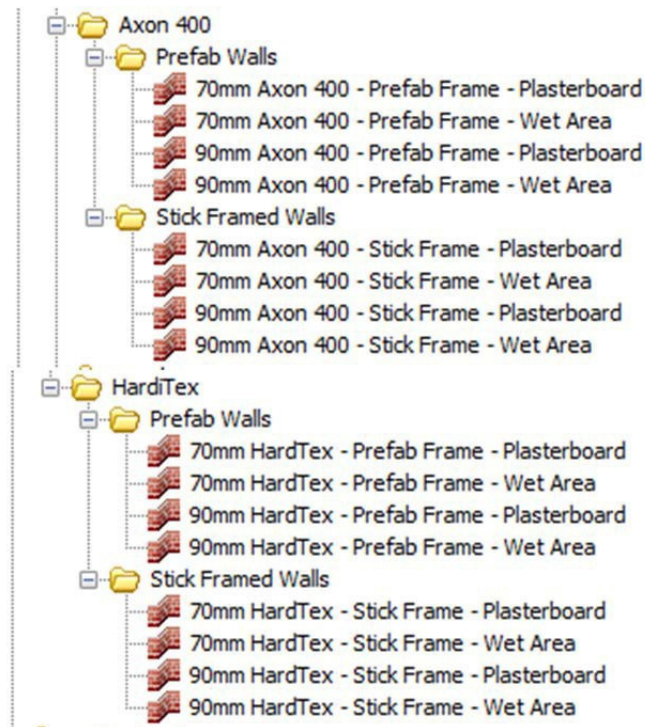 Axon 400
Prefab Walls
70mm Axon 400 - Prefab Frame - Plasterboard
70mm Axon 400 - Prefab Frame - Wet Area
90mm Axon 400 - Prefab Frame - Plasterboard
90mm Axon 400 - Prefab Frame - Wet Area
Stick Framed Walls
70mm Axon 400 - Stick Frame - Plasterboard
70mm Axon 400 - Stick Frame - Wet Area
90mm Axon 400 - Stick Frame - Plasterboard
90mm Axon 400 - Stick Frame - Wet Area
HardiTex
Prefab Walls
70mm HardTex - Prefab Frame - Plasterboard
70mm HardTex - Prefab Frame - Wet Area
90mm HardTex - Prefab Frame - Plasterboard
90mm HardTex - Prefab Frame - Wet Area
Stick Framed Walls
70mm HardTex - Stick Frame - Plasterboard
70mm HardTex - Stick Frame - Wet Area
90mm HardTex - Stick Frame - Plasterboard
90mm HardTex - Stick Frame - Wet Area